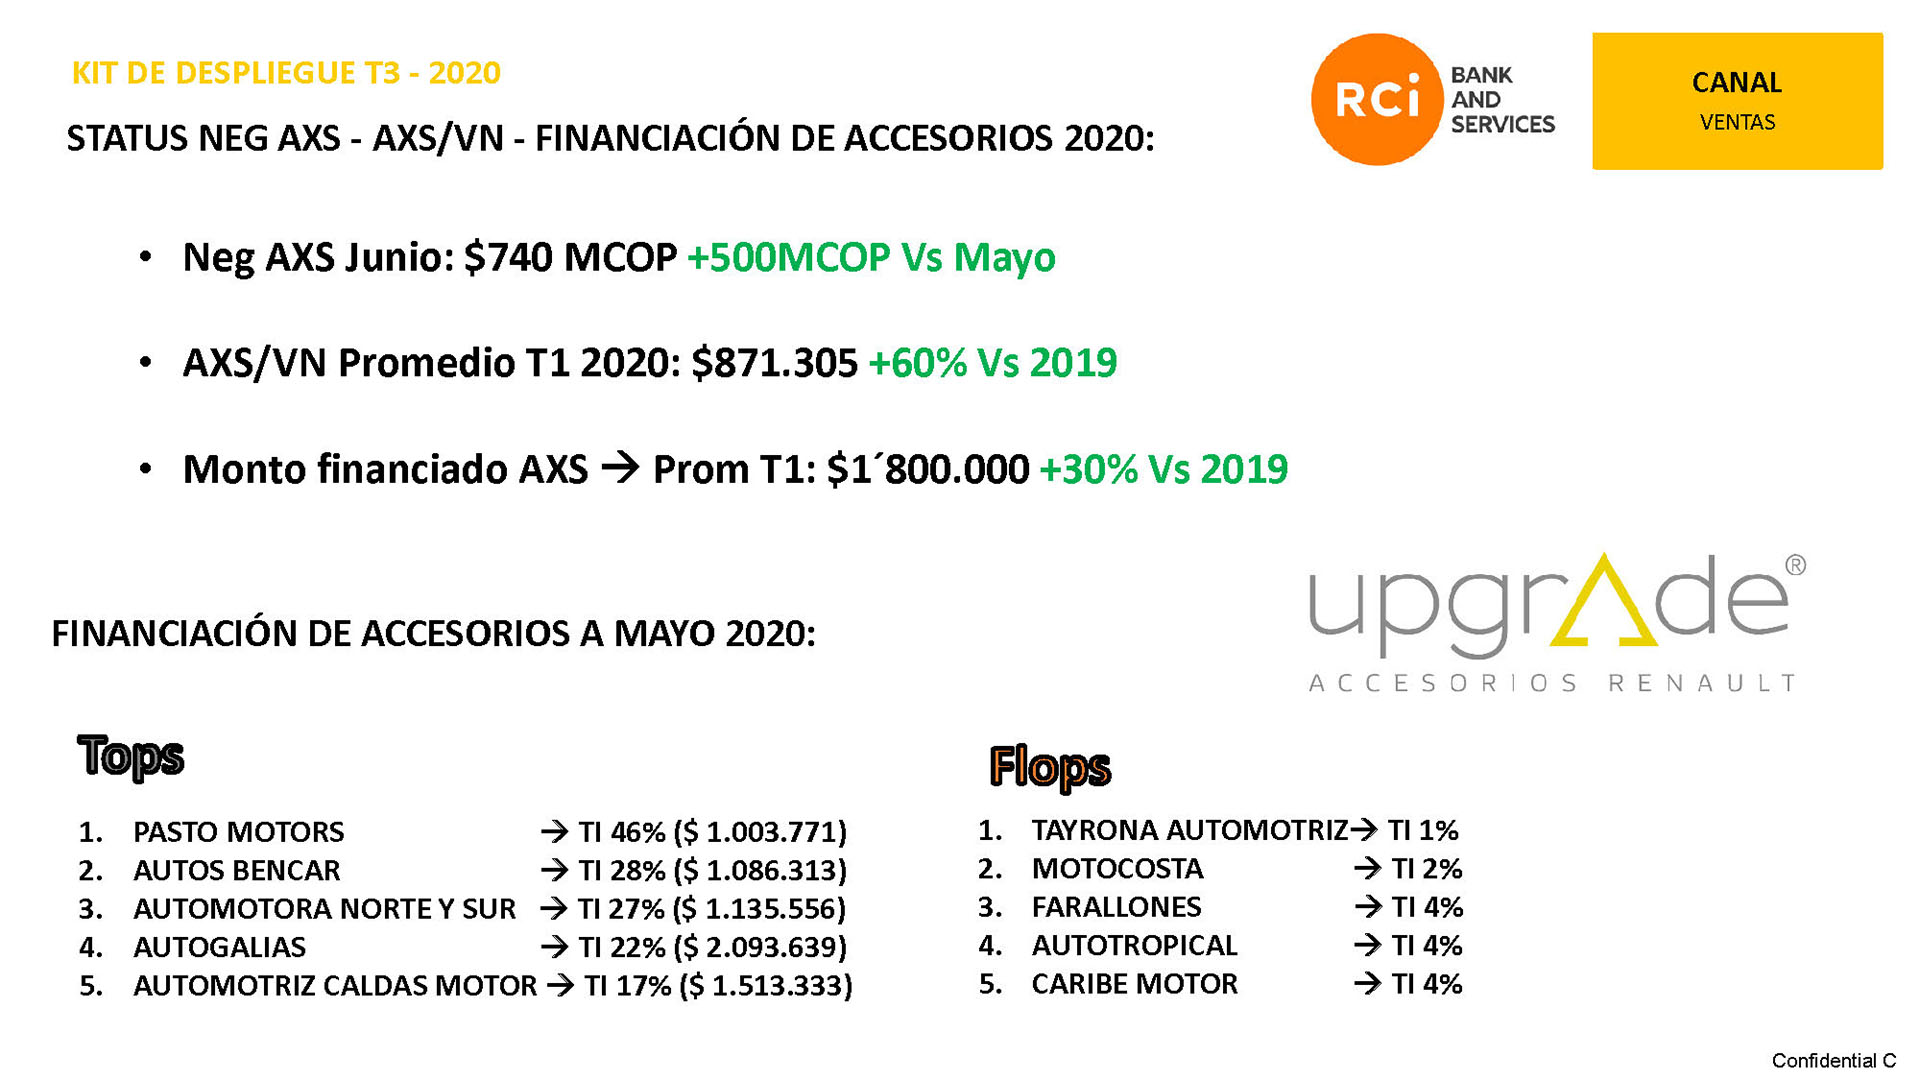 KIT DE DESPLIEGUE T3 - 2020
STATUS NEG AXS - AXS/VN - FINANCIACIÓN DE ACCESORIOS 2020:
RCi BANK AND SERVICES
CANAL
VENTAS
• Neg AXS Junio: $740 MCOP +500MCOP Vs Mayo
• AXS/VN Promedio T1 2020: $871.305 +60% Vs 2019
• Monto financiado AXS → Prom T1: $1´800.000 +30% Vs 2019
upgrade®
ACCESORIOS RENAULT
FINANCIACIÓN DE ACCESORIOS A MAYO 2020:
Tops
1. PASTO MOTORS → TI 46% ($ 1.003.771)
2. AUTOS BENCAR → TI 28% ($ 1.086.313)
3. AUTOMOTORA NORTE Y SUR → TI 27% ($ 1.135.556)
4. AUTOGALIAS → TI 22% ($ 2.093.639)
5. AUTOMOTRIZ CALDAS MOTOR → TI 17% ($ 1.513.333)
Flops
1. TAYRONA AUTOMOTRIZ→ TI 1%
2. MOTOCOSTA → TI 2%
3. FARALLONES → TI 4%
4. AUTOTROPICAL → TI 4%
5. CARIBE MOTOR → TI 4%
Confidential C